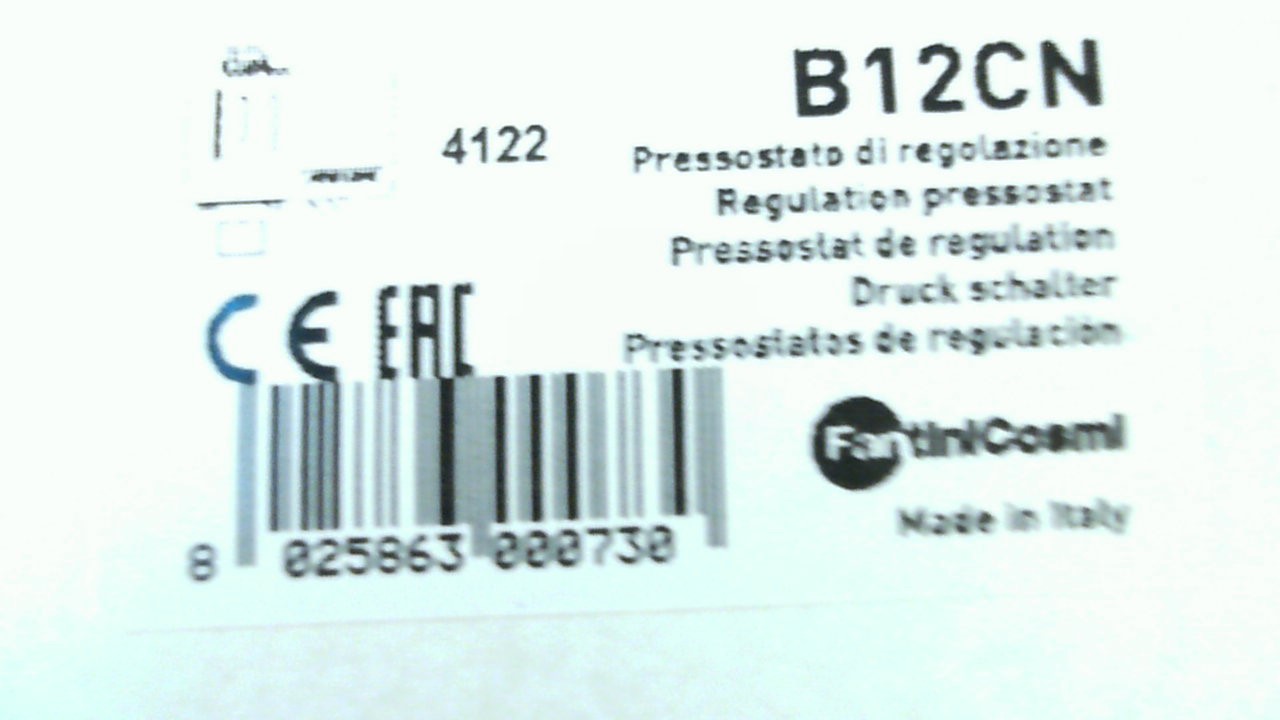 B12CN
4122
Pressostato di regolazione
Regulation pressostat
Pressostat de regulation
Druck schalter
Pressostatos de regulaciòn
CE EAC
FantiniCosmi
Made in Italy
8 025863 000730